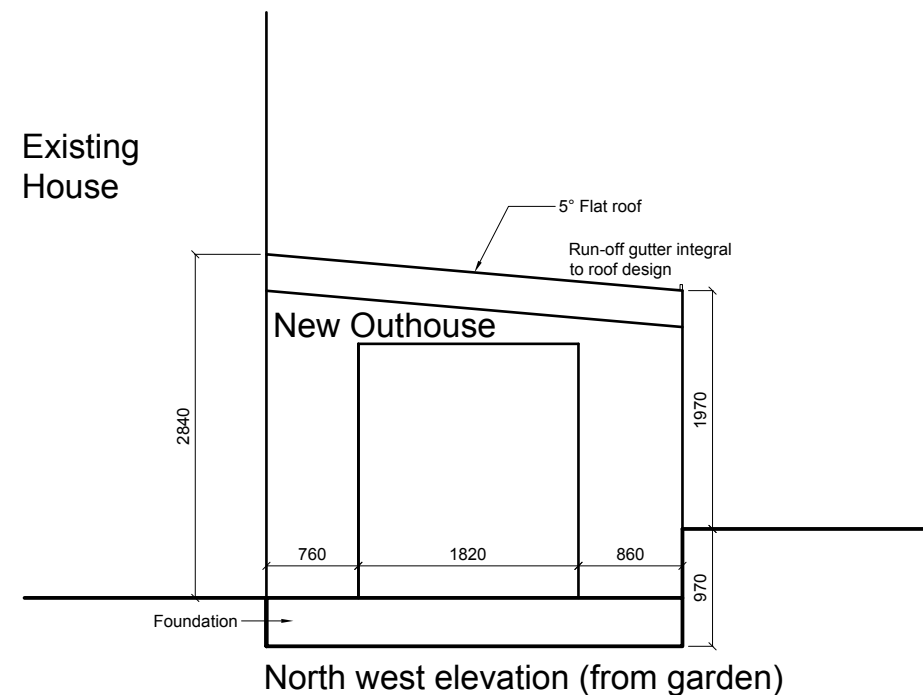 Existing
House
5° Flat roof
Run-off gutter integral
to roof design
New Outhouse
2840
1970
760
1820
860
970
Foundation
North west elevation (from garden)